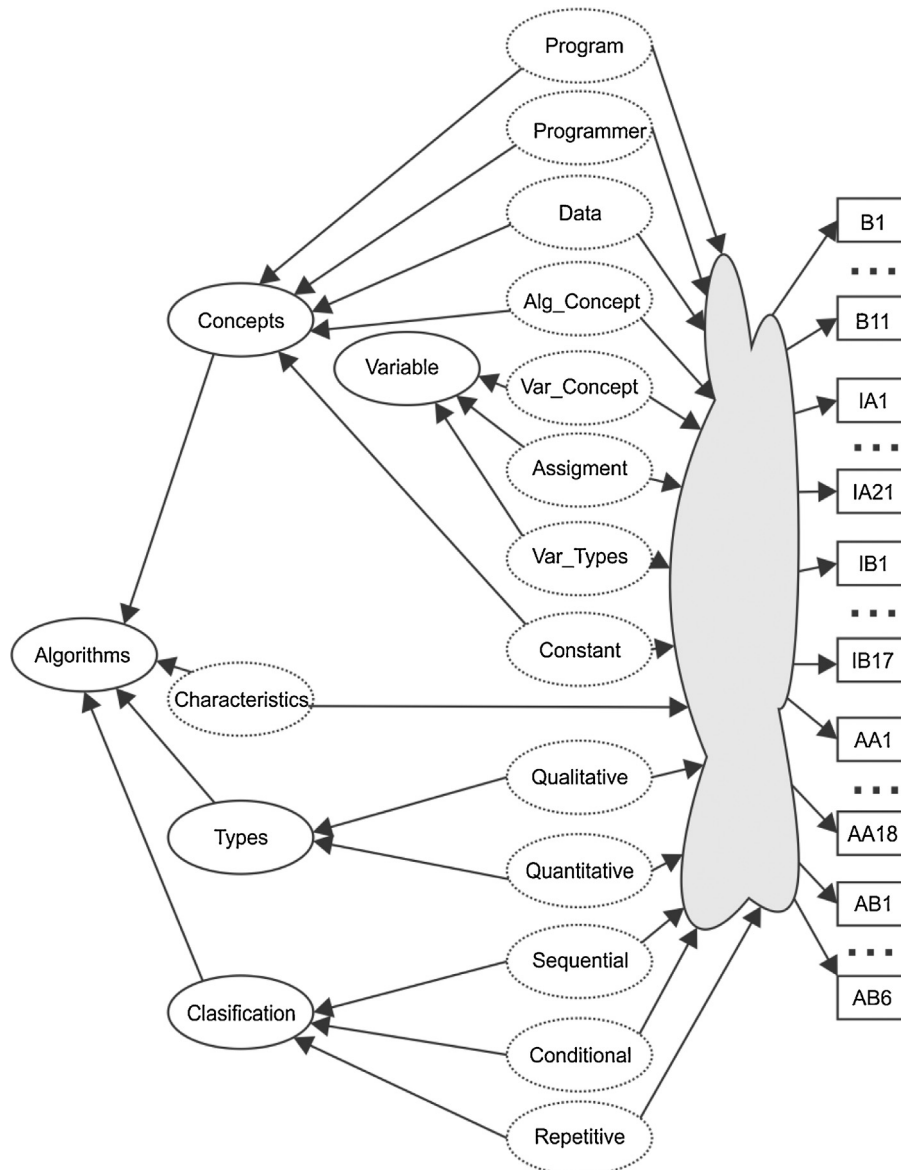 Program
Programmer
Data
B1
Concepts
Alg_Concept
B11
Variable
Var_Concept
IA1
Assigment
IA21
Var_Types
IB1
Algorithms
Constant
IB17
Characteristics
AA1
Qualitative
Types
AA18
Quantitative
AB1
Sequential
Clasification
AB6
Conditional
Repetitive